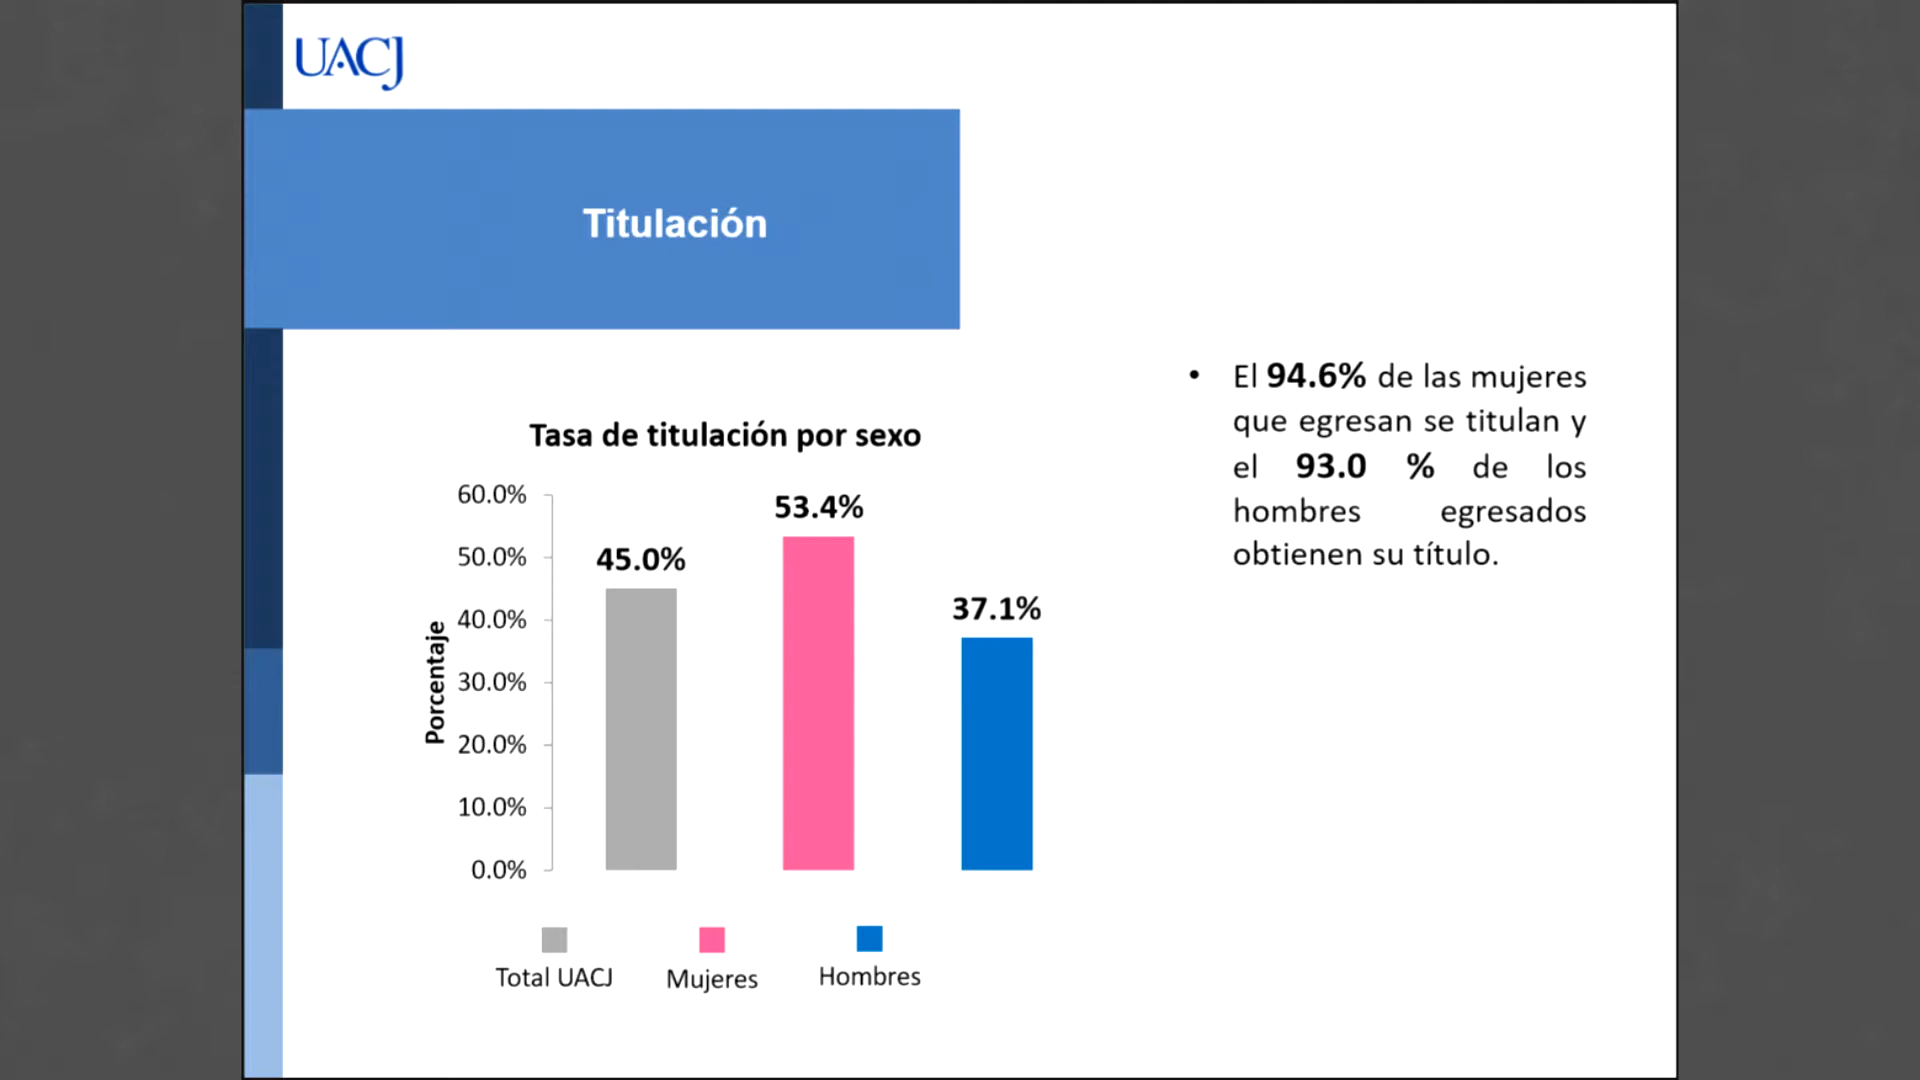 UACJ
Titulación
Tasa de titulación por sexo
60.0%
50.0%
40.0%
30.0%
20.0%
10.0%
0.0%
Porcentaje
45.0%
53.4%
37.1%
Total UACJ
Mujeres
Hombres
• El 94.6% de las mujeres
que egresan se titulan y
el 93.0 % de los
hombres egresados
obtienen su título.